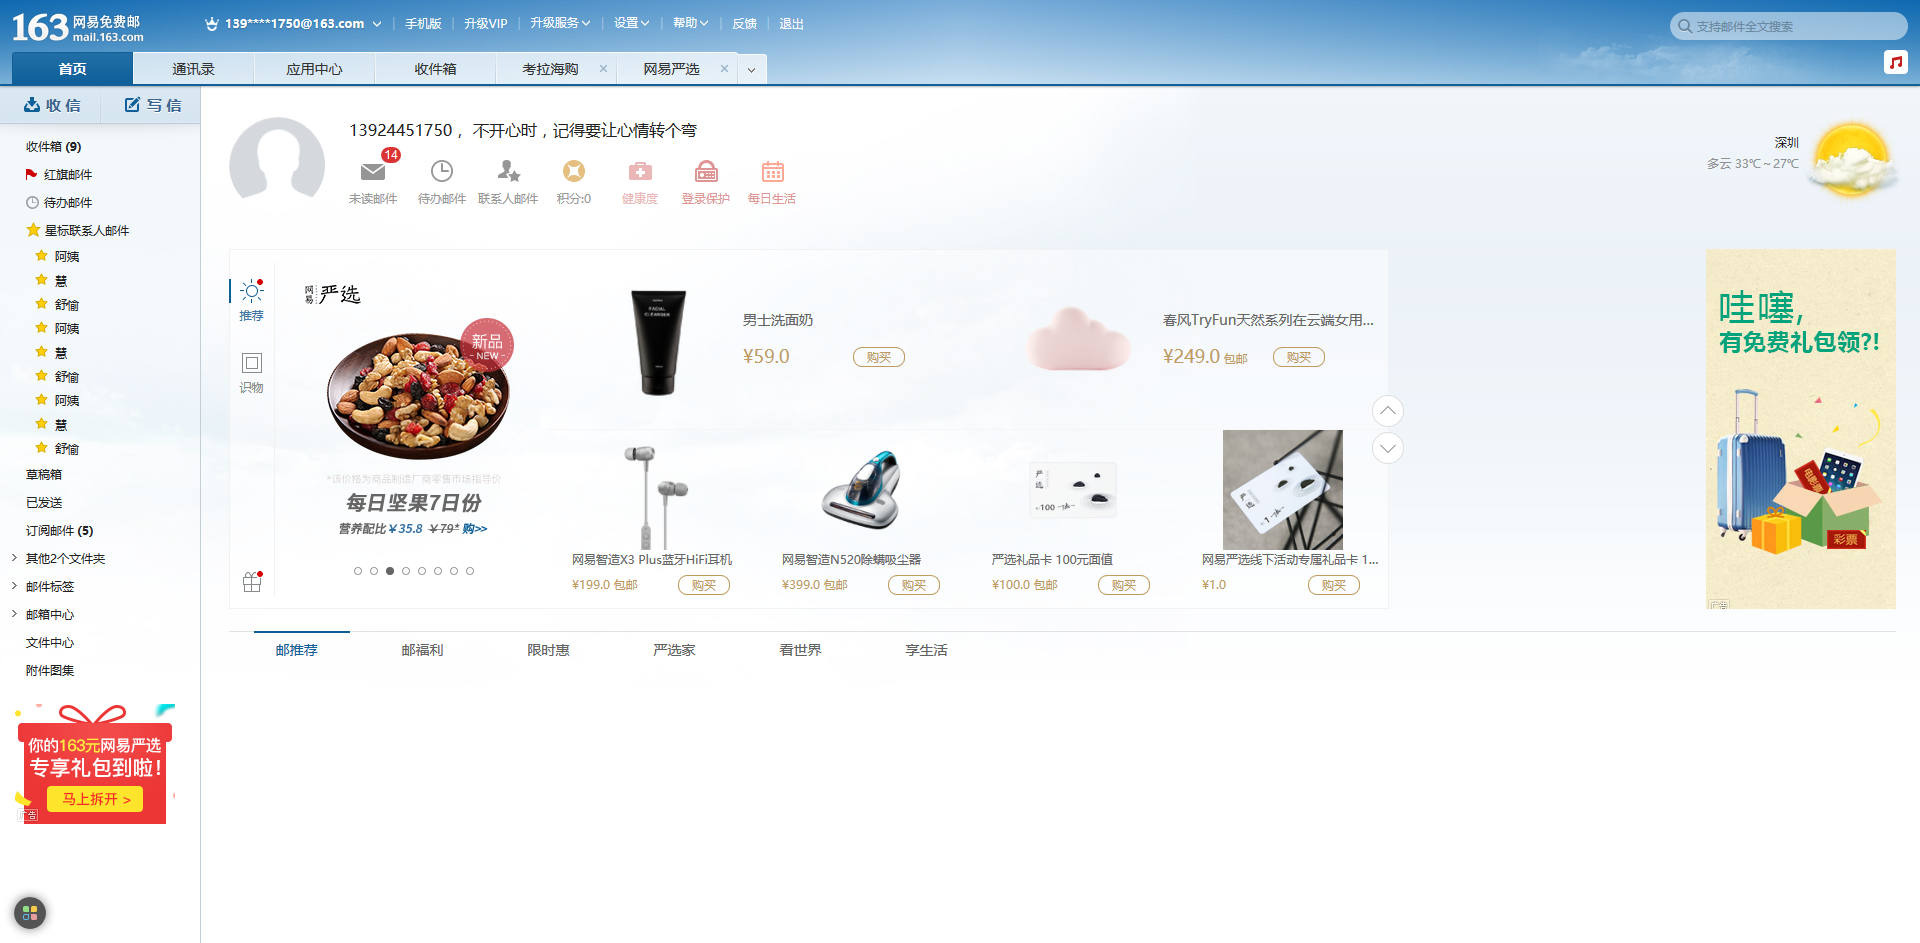 163 网易免费邮
mail.163.com
139****1750@163.com
手机版
升级VIP
升级服务
设置
帮助
反馈
退出
支持邮件全文搜索
首页
通讯录
应用中心
收件箱
考拉海购 ×
网易严选 ×
收信
写信
收件箱 (9)
红旗邮件
待办邮件
星标联系人邮件
阿姨
慧
舒愉
阿姨
慧
舒愉
阿姨
慧
舒愉
草稿箱
已发送
订阅邮件 (5)
其他2个文件夹
邮件标签
邮箱中心
文件中心
附件图集
你的163元网易严选
专享礼包到啦!
马上拆开 >
广告
13924451750， 不开心时，记得要让心情转个弯
14
未读邮件
待办邮件
联系人邮件
积分:0
健康度
登录保护
每日生活
深圳
多云 33℃~27℃
推荐
识物
网易严选
新品
- NEW -
*该价格为商品制造厂商零售市场指导价
每日坚果7日份
营养配比￥35.8 ￥79* 购>>
FACIAL
CLEANSER
男士洗面奶
¥59.0
购买
春风TryFun天然系列在云端女用...
¥249.0 包邮
购买
网易智造X3 Plus蓝牙HiFi耳机
¥199.0 包邮
购买
网易智造N520除螨吸尘器
¥399.0 包邮
购买
严选礼品卡 100元面值
¥100.0 包邮
购买
网易严选线下活动专属礼品卡 1...
¥1.0
购买
哇噻,
有免费礼包领?!
电影票
彩票
广告
邮推荐
邮福利
限时惠
严选家
看世界
享生活